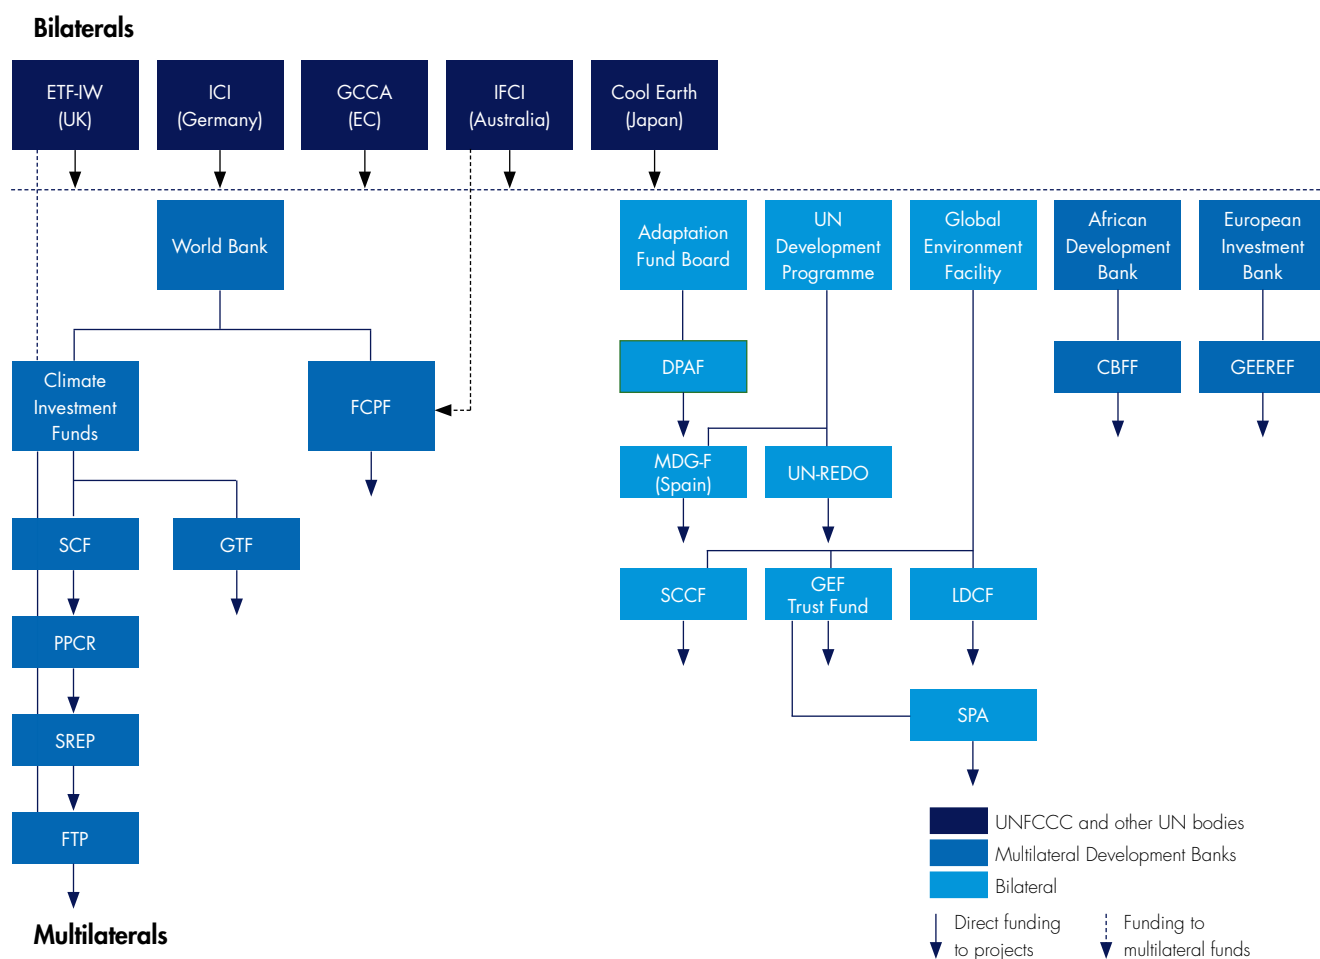 Bilaterals
ETF-IW
(UK)
ICI
(Germany)
GCCA
(EC)
IFCI
(Australia)
Cool Earth
(Japan)
World Bank
Adaptation
Fund Board
UN
Development
Programme
Global
Environment
Facility
African
Development
Bank
European
Investment
Bank
Climate
Investment
Funds
FCPF
DPAF
CBFF
GEEREF
MDG-F
(Spain)
UN-REDO
SCF
GTF
SCCF
GEF
Trust Fund
LDCF
PPCR
SREP
SPA
FTP
Multilaterals
UNFCCC and other UN bodies
Multilateral Development Banks
Bilateral
Direct funding
to projects
Funding to
multilateral funds